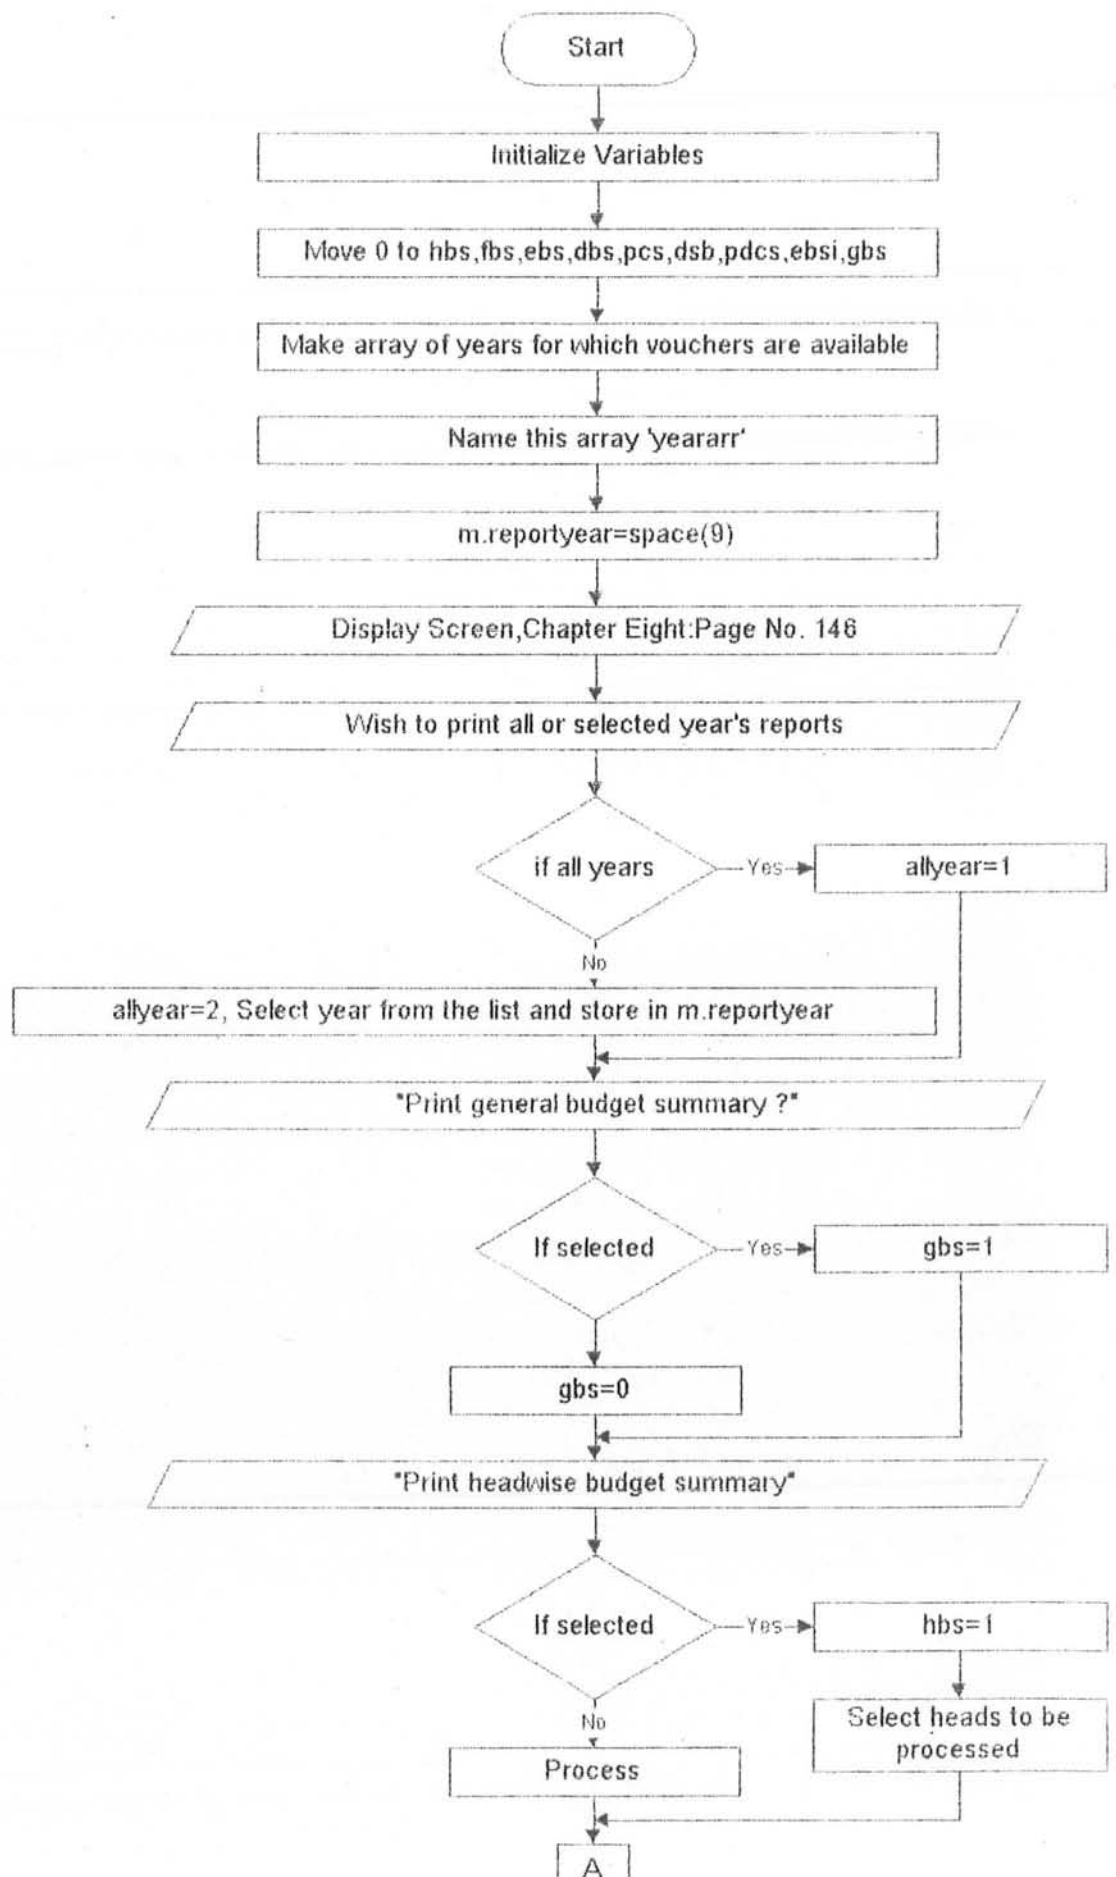 Start
Initialize Variables
Move 0 to hbs,fbs,ebs,dbs,pcs,dsb,pdcs,ebsi,gbs
Make array of years for which vouchers are available
Name this array 'yeararr'
m.reportyear=space(9)
Display Screen,Chapter Eight:Page No. 146
Wish to print all or selected year's reports
if all years
Yes
allyear=1
No
allyear=2, Select year from the list and store in m.reportyear
"Print general budget summary ?"
If selected
Yes
gbs=1
gbs=0
"Print headwise budget summary"
If selected
Yes
hbs=1
No
Select heads to be
processed
Process
A